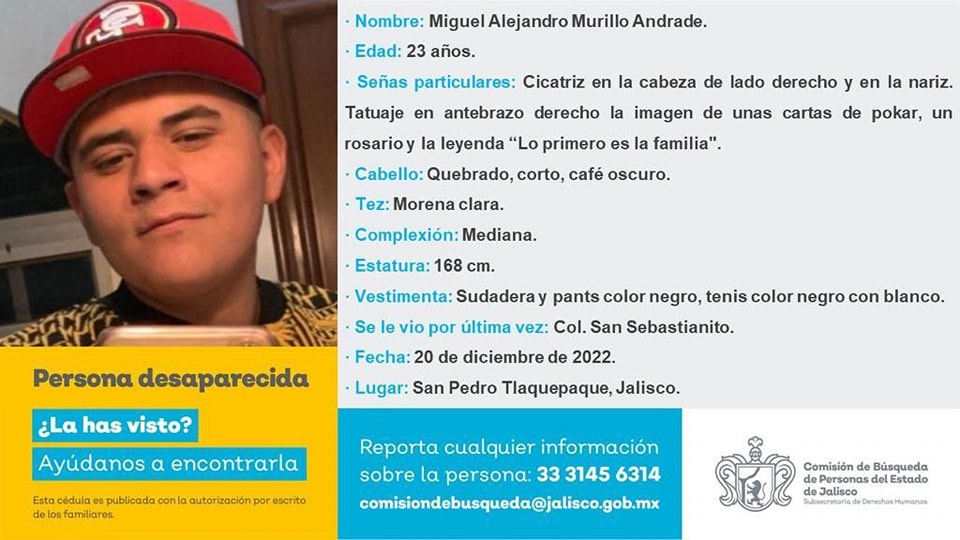 · Nombre: Miguel Alejandro Murillo Andrade.
· Edad: 23 años.
· Señas particulares: Cicatriz en la cabeza de lado derecho y en la nariz.
Tatuaje en antebrazo derecho la imagen de unas cartas de pokar, un
rosario y la leyenda “Lo primero es la familia".
· Cabello: Quebrado, corto, café oscuro.
· Tez: Morena clara.
· Complexión: Mediana.
· Estatura: 168 cm.
· Vestimenta: Sudadera y pants color negro, tenis color negro con blanco.
· Se le vio por última vez: Col. San Sebastianito.
· Fecha: 20 de diciembre de 2022.
· Lugar: San Pedro Tlaquepaque, Jalisco.
Persona desaparecida
¿La has visto?
Ayúdanos a encontrarla
Esta cédula es publicada con la autorización por escrito
de los familiares.
Reporta cualquier información
sobre la persona: 33 3145 6314
comisiondebusqueda@jalisco.gob.mx
Comisión de Búsqueda
de Personas del Estado
de Jalisco
Subsecretaría de Derechos Humanos